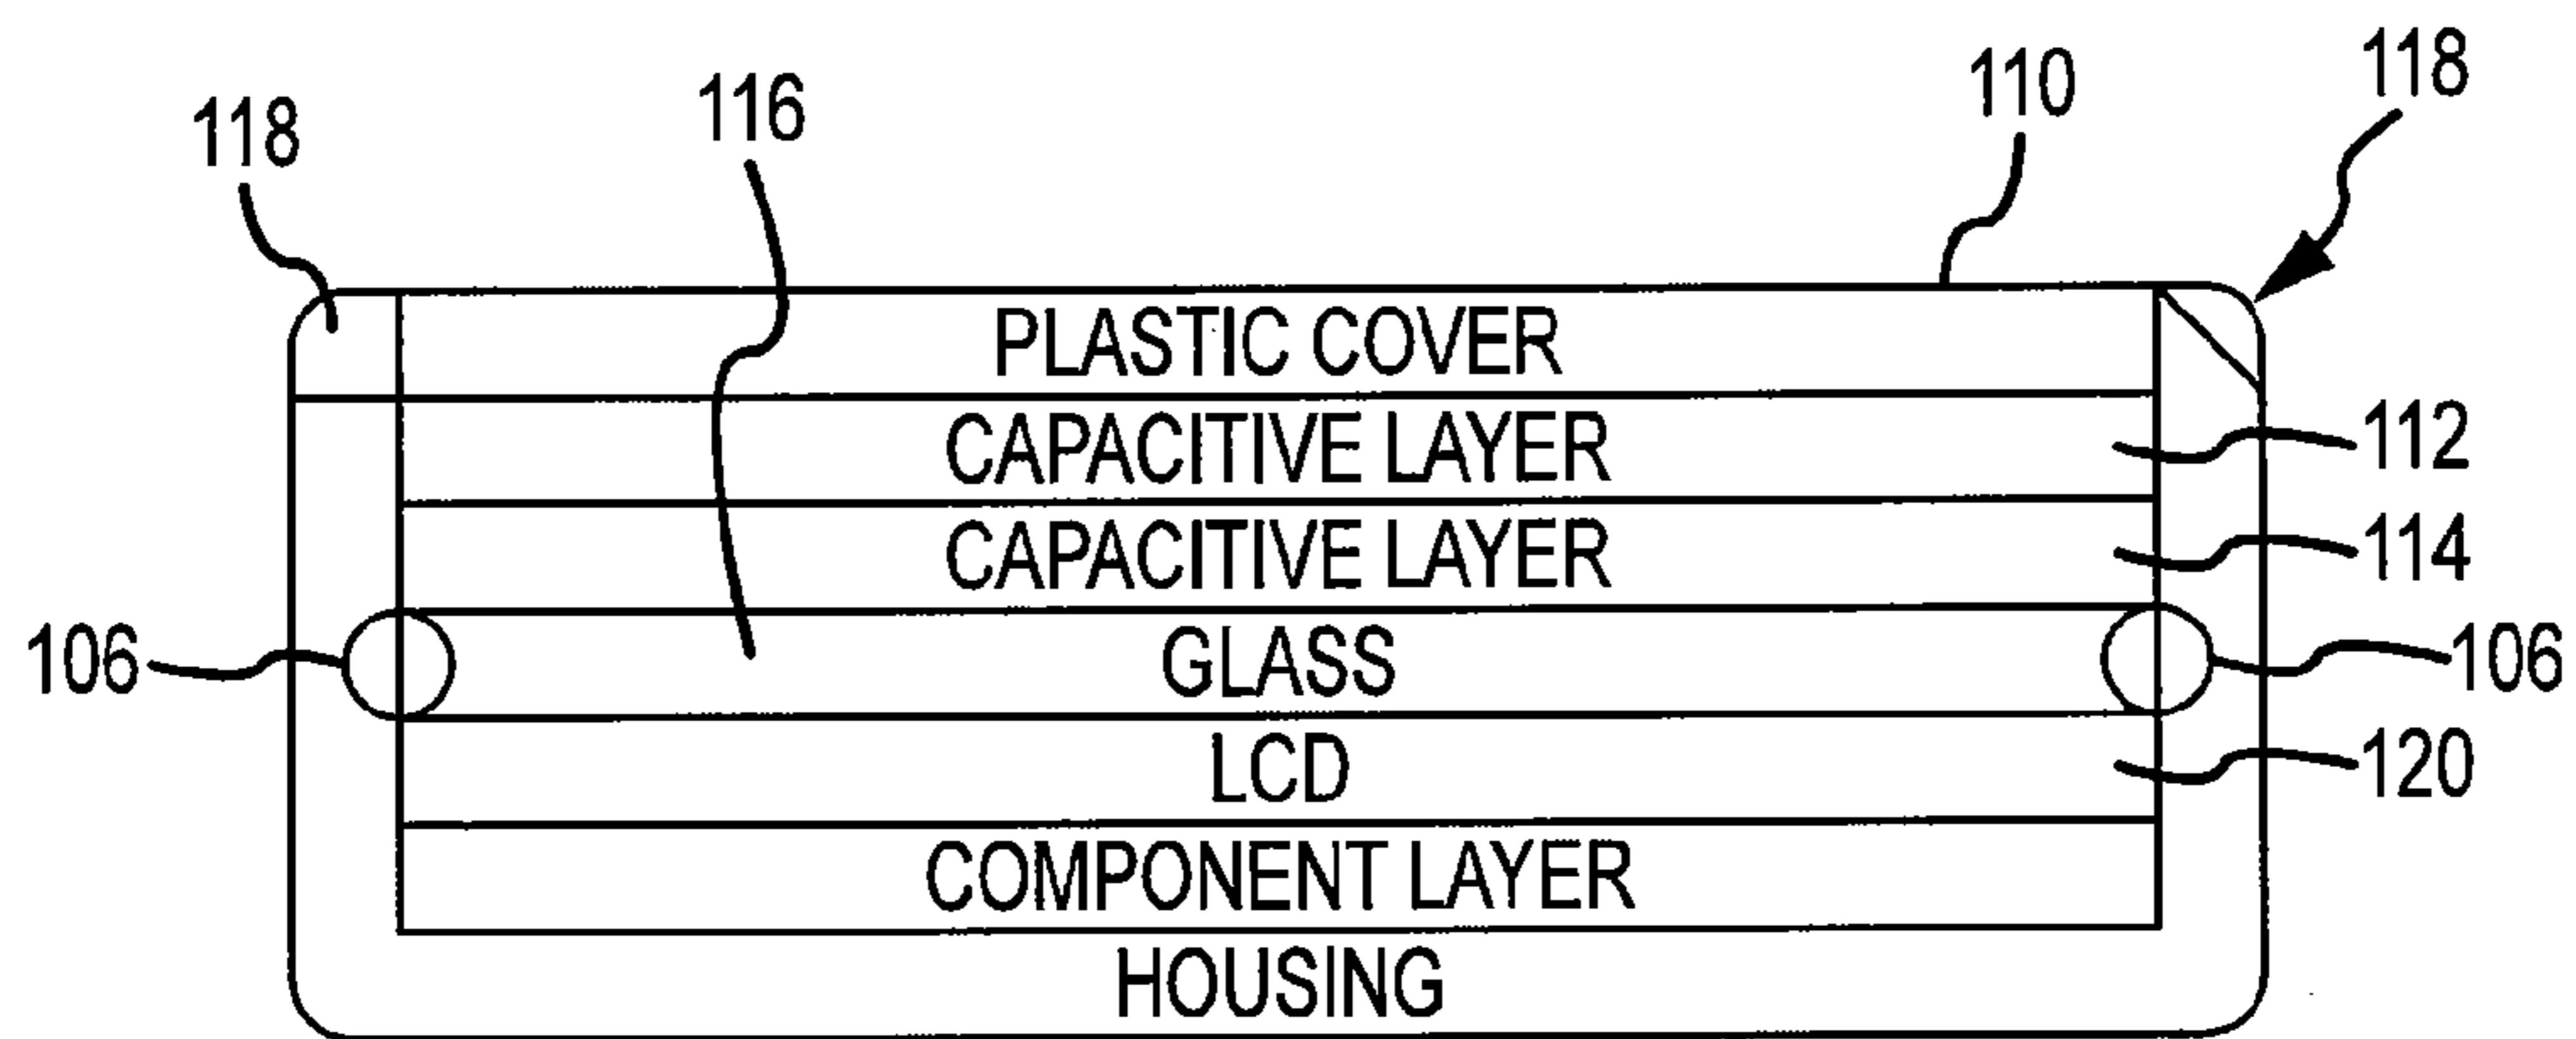 118
116
110
118
PLASTIC COVER
CAPACITIVE LAYER
112
CAPACITIVE LAYER
114
106
GLASS
106
LCD
120
COMPONENT LAYER
HOUSING